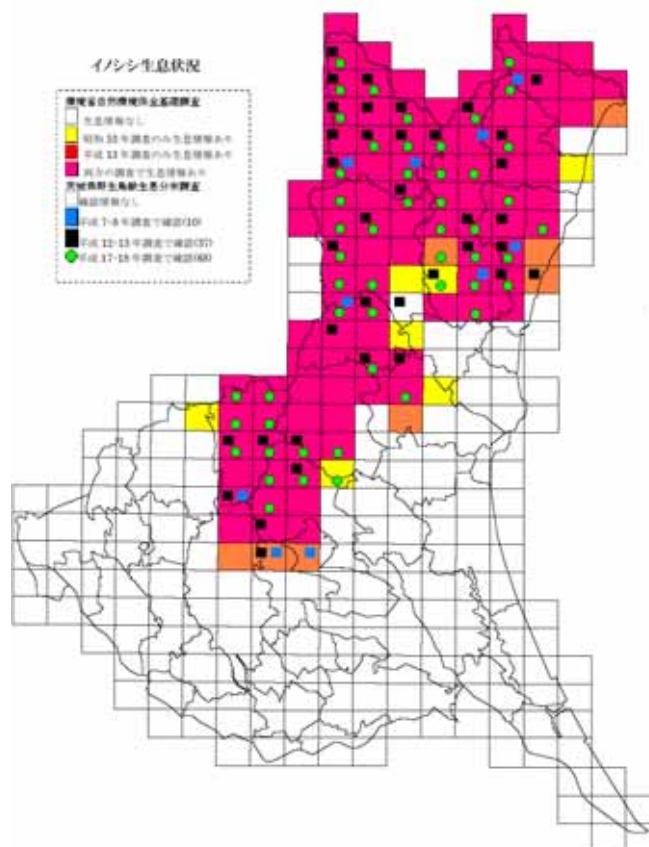 イノシシ生息状況
環境省自然環境保全基礎調査
生息情報なし
昭和53年調査のみ生息情報あり
平成13年調査のみ生息情報あり
両方の調査で生息情報あり
茨城県野生鳥獣生息分布調査
確認情報なし
平成7-8年調査で確認(10)
平成12-13年調査で確認(37)
平成17-18年調査で確認(68)